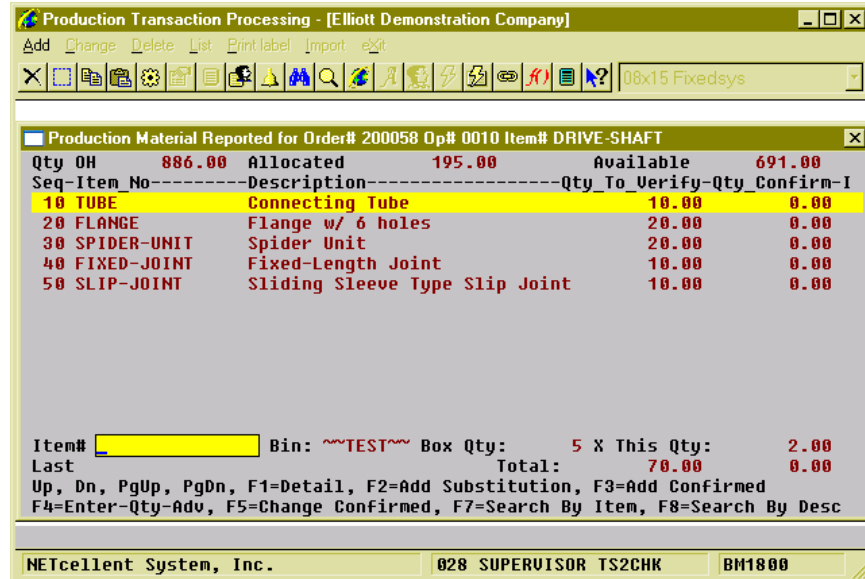 Production Transaction Processing - [Elliott Demonstration Company]
Add Change Delete List Print label Import eXit
08x15 Fixedsys
Production Material Reported for Order# 200058 Op# 0010 Item# DRIVE-SHAFT
Qty OH 886.00 Allocated 195.00 Available 691.00
Seq-Item_No---------Description------------------Qty_To_Verify-Qty_Confirm-I
10 TUBE Connecting Tube 10.00 0.00
20 FLANGE Flange w/ 6 holes 20.00 0.00
30 SPIDER-UNIT Spider Unit 20.00 0.00
40 FIXED-JOINT Fixed-Length Joint 10.00 0.00
50 SLIP-JOINT Sliding Sleeve Type Slip Joint 10.00 0.00
Item# Bin: ~~TEST~~ Box Qty: 5 X This Qty: 2.00
Last Total: 70.00 0.00
Up, Dn, PgUp, PgDn, F1=Detail, F2=Add Substitution, F3=Add Confirmed
F4=Enter-Qty-Adv, F5=Change Confirmed, F7=Search By Item, F8=Search By Desc
NETcellent System, Inc. 028 SUPERVISOR TS2CHK BM1800